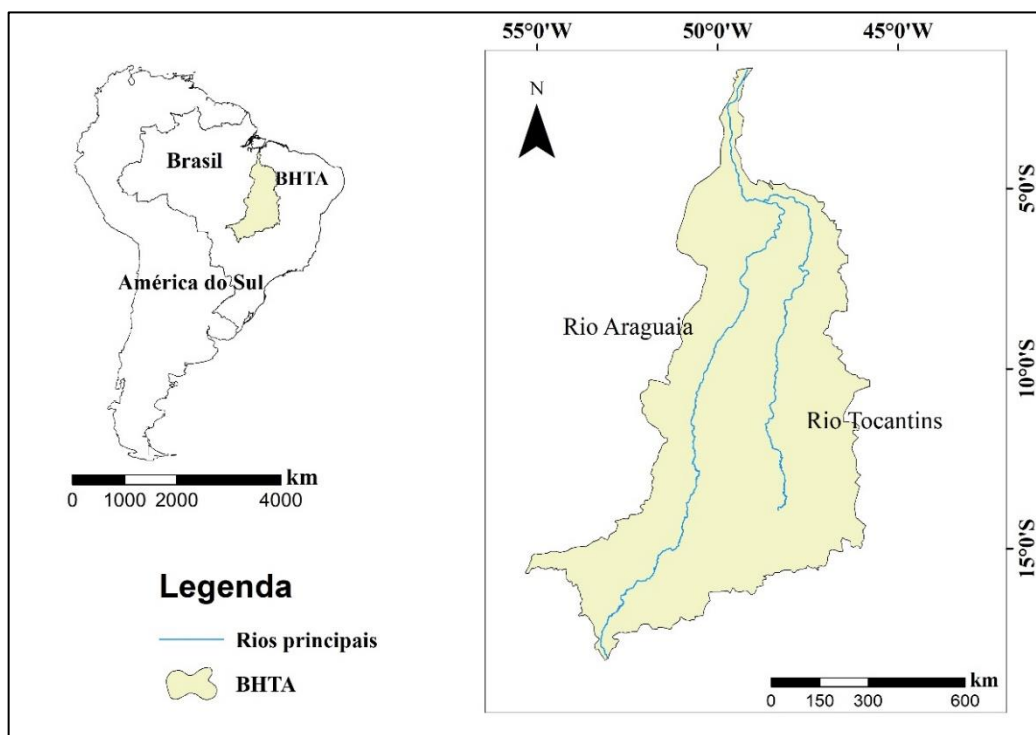 Brasil
BHTA
América do Sul
km
0 1000 2000 4000
Legenda
Rios principais
BHTA
55°0'W 50°0'W 45°0'W
N
5°0'S
Rio Araguaia
10°0'S
Rio Tocantins
15°0'S
km
0 150 300 600